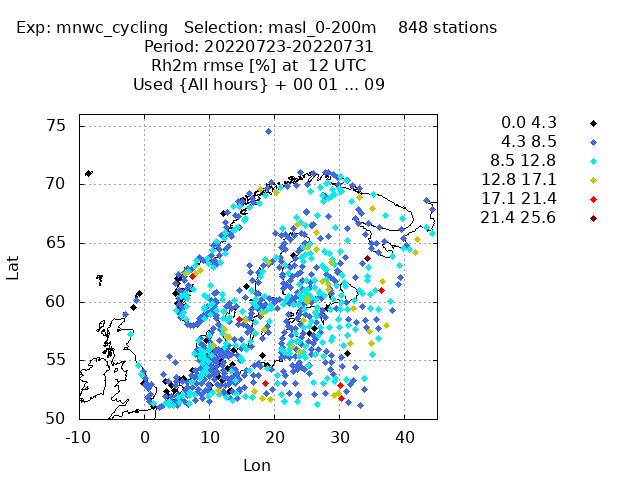 Exp: mnwc_cycling   Selection: masl_0-200m    848 stations
Period: 20220723-20220731
Rh2m rmse [%] at  12 UTC
Used {All hours} + 00 01 ... 09
0.0 4.3
4.3 8.5
8.5 12.8
12.8 17.1
17.1 21.4
21.4 25.6
75
70
65
60
55
50
Lat
-10 0 10 20 30 40
Lon